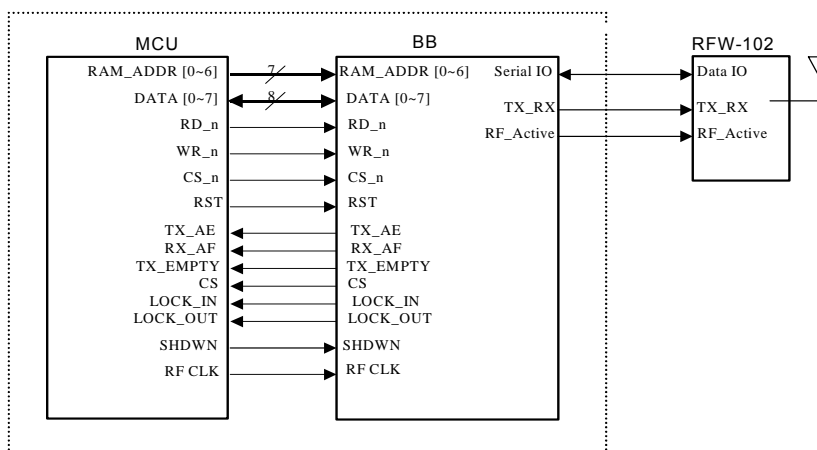 MCU BB RFW-102
RAM_ADDR [0~6] 7 RAM_ADDR [0~6] Serial IO Data IO
DATA [0~7] 8 DATA [0~7]
TX_RX TX_RX
RD_n RD_n
RF_Active RF_Active
WR_n WR_n
CS_n CS_n
RST RST
TX_AE TX_AE
RX_AF RX_AF
TX_EMPTY TX_EMPTY
CS CS
LOCK_IN LOCK_IN
LOCK_OUT LOCK_OUT
SHDWN SHDWN
RF CLK RF CLK